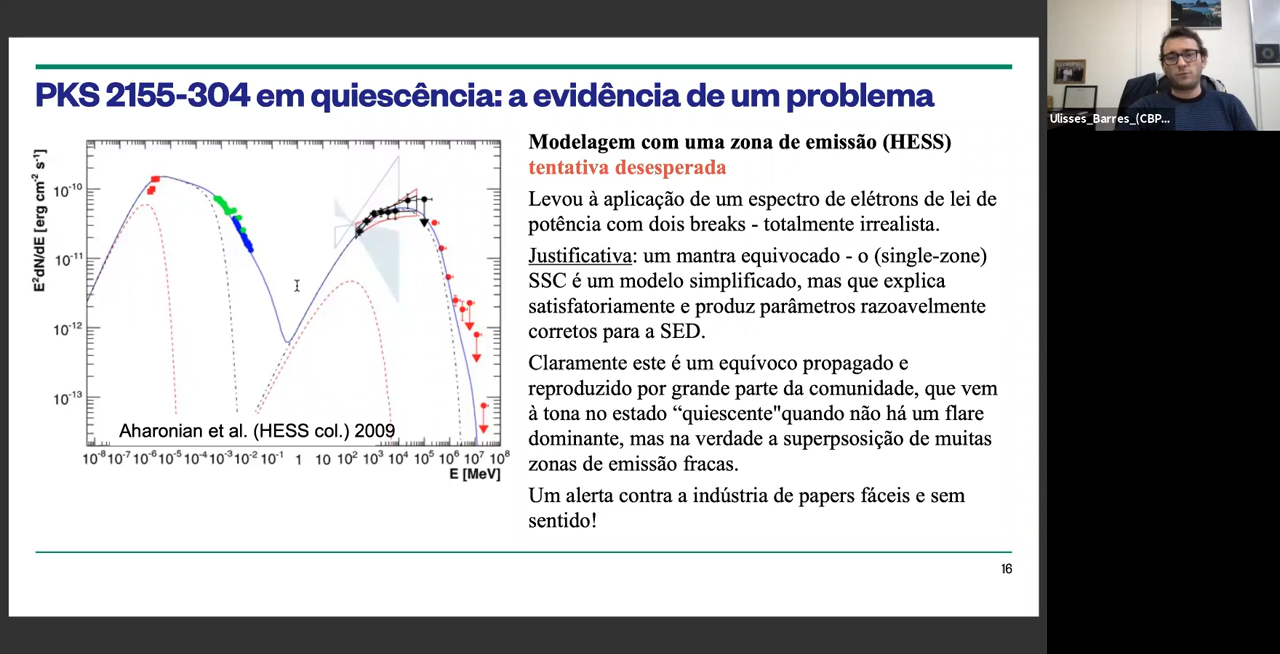 PKS 2155-304 em quiescência: a evidência de um problema
Ulisses_Barres_(CBP...
E²dN/dE [erg cm⁻² s⁻¹]
10⁻¹⁰
10⁻¹¹
10⁻¹²
10⁻¹³
Aharonian et al. (HESS col.) 2009
10⁻⁸ 10⁻⁷ 10⁻⁶ 10⁻⁵ 10⁻⁴ 10⁻³ 10⁻² 10⁻¹ 1 10 10² 10³ 10⁴ 10⁵ 10⁶ 10⁷ 10⁸
E [MeV]
Modelagem com uma zona de emissão (HESS)
tentativa desesperada
Levou à aplicação de um espectro de elétrons de lei de
potência com dois breaks - totalmente irrealista.
Justificativa: um mantra equivocado - o (single-zone)
SSC é um modelo simplificado, mas que explica
satisfatoriamente e produz parâmetros razoavelmente
corretos para a SED.
Claramente este é um equívoco propagado e
reproduzido por grande parte da comunidade, que vem
à tona no estado “quiescente"quando não há um flare
dominante, mas na verdade a superpsosição de muitas
zonas de emissão fracas.
Um alerta contra a indústria de papers fáceis e sem
sentido!
16